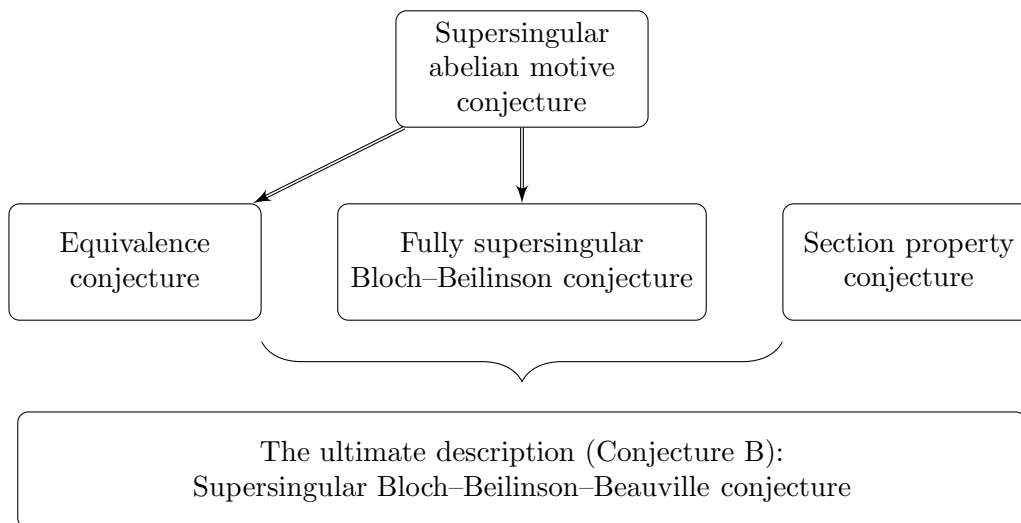 Supersingular
abelian motive
conjecture
Equivalence
conjecture
Fully supersingular
Bloch–Beilinson conjecture
Section property
conjecture
The ultimate description (Conjecture B):
Supersingular Bloch–Beilinson–Beauville conjecture